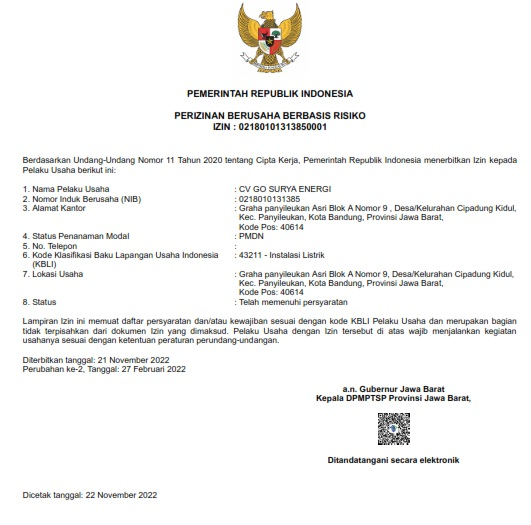 PEMERINTAH REPUBLIK INDONESIA
PERIZINAN BERUSAHA BERBASIS RISIKO
IZIN : 02180101313850001
Berdasarkan Undang-Undang Nomor 11 Tahun 2020 tentang Cipta Kerja, Pemerintah Republik Indonesia menerbitkan Izin kepada
Pelaku Usaha berikut ini:
1. Nama Pelaku Usaha : CV GO SURYA ENERGI
2. Nomor Induk Berusaha (NIB) : 0218010131385
3. Alamat Kantor : Graha panyileukan Asri Blok A Nomor 9 , Desa/Kelurahan Cipadung Kidul,
Kec. Panyileukan, Kota Bandung, Provinsi Jawa Barat,
Kode Pos: 40614
4. Status Penanaman Modal : PMDN
5. No. Telepon :
6. Kode Klasifikasi Baku Lapangan Usaha Indonesia : 43211 - Instalasi Listrik
(KBLI)
7. Lokasi Usaha : Graha panyileukan Asri Blok A Nomor 9, Desa/Kelurahan Cipadung Kidul,
Kec. Panyileukan, Kota Bandung, Provinsi Jawa Barat,
Kode Pos: 40614
8. Status : Telah memenuhi persyaratan
Lampiran Izin ini memuat daftar persyaratan dan/atau kewajiban sesuai dengan kode KBLI Pelaku Usaha dan merupakan bagian
tidak terpisahkan dari dokumen Izin yang dimaksud. Pelaku Usaha dengan Izin tersebut di atas wajib menjalankan kegiatan
usahanya sesuai dengan ketentuan peraturan perundang-undangan.
Diterbitkan tanggal: 21 November 2022
Perubahan ke-2, Tanggal: 27 Februari 2022
a.n. Gubernur Jawa Barat
Kepala DPMPTSP Provinsi Jawa Barat,
Ditandatangani secara elektronik
Dicetak tanggal: 22 November 2022